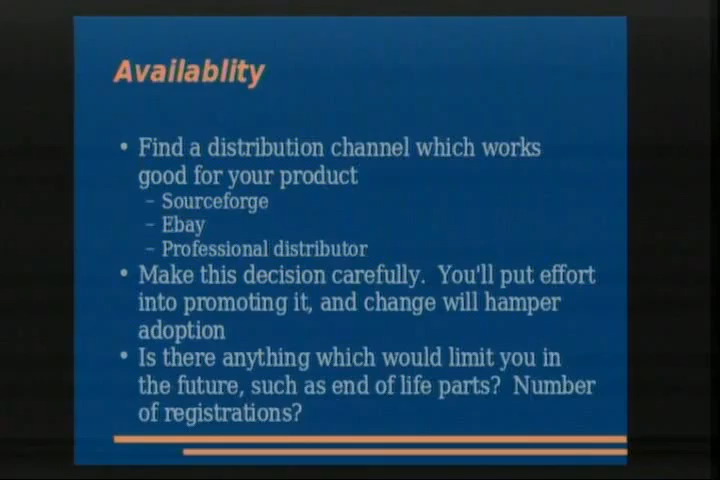 Availablity
• Find a distribution channel which works
good for your product
– Sourceforge
– Ebay
– Professional distributor
• Make this decision carefully.  You'll put effort
into promoting it, and change will hamper
adoption
• Is there anything which would limit you in
the future, such as end of life parts?  Number
of registrations?